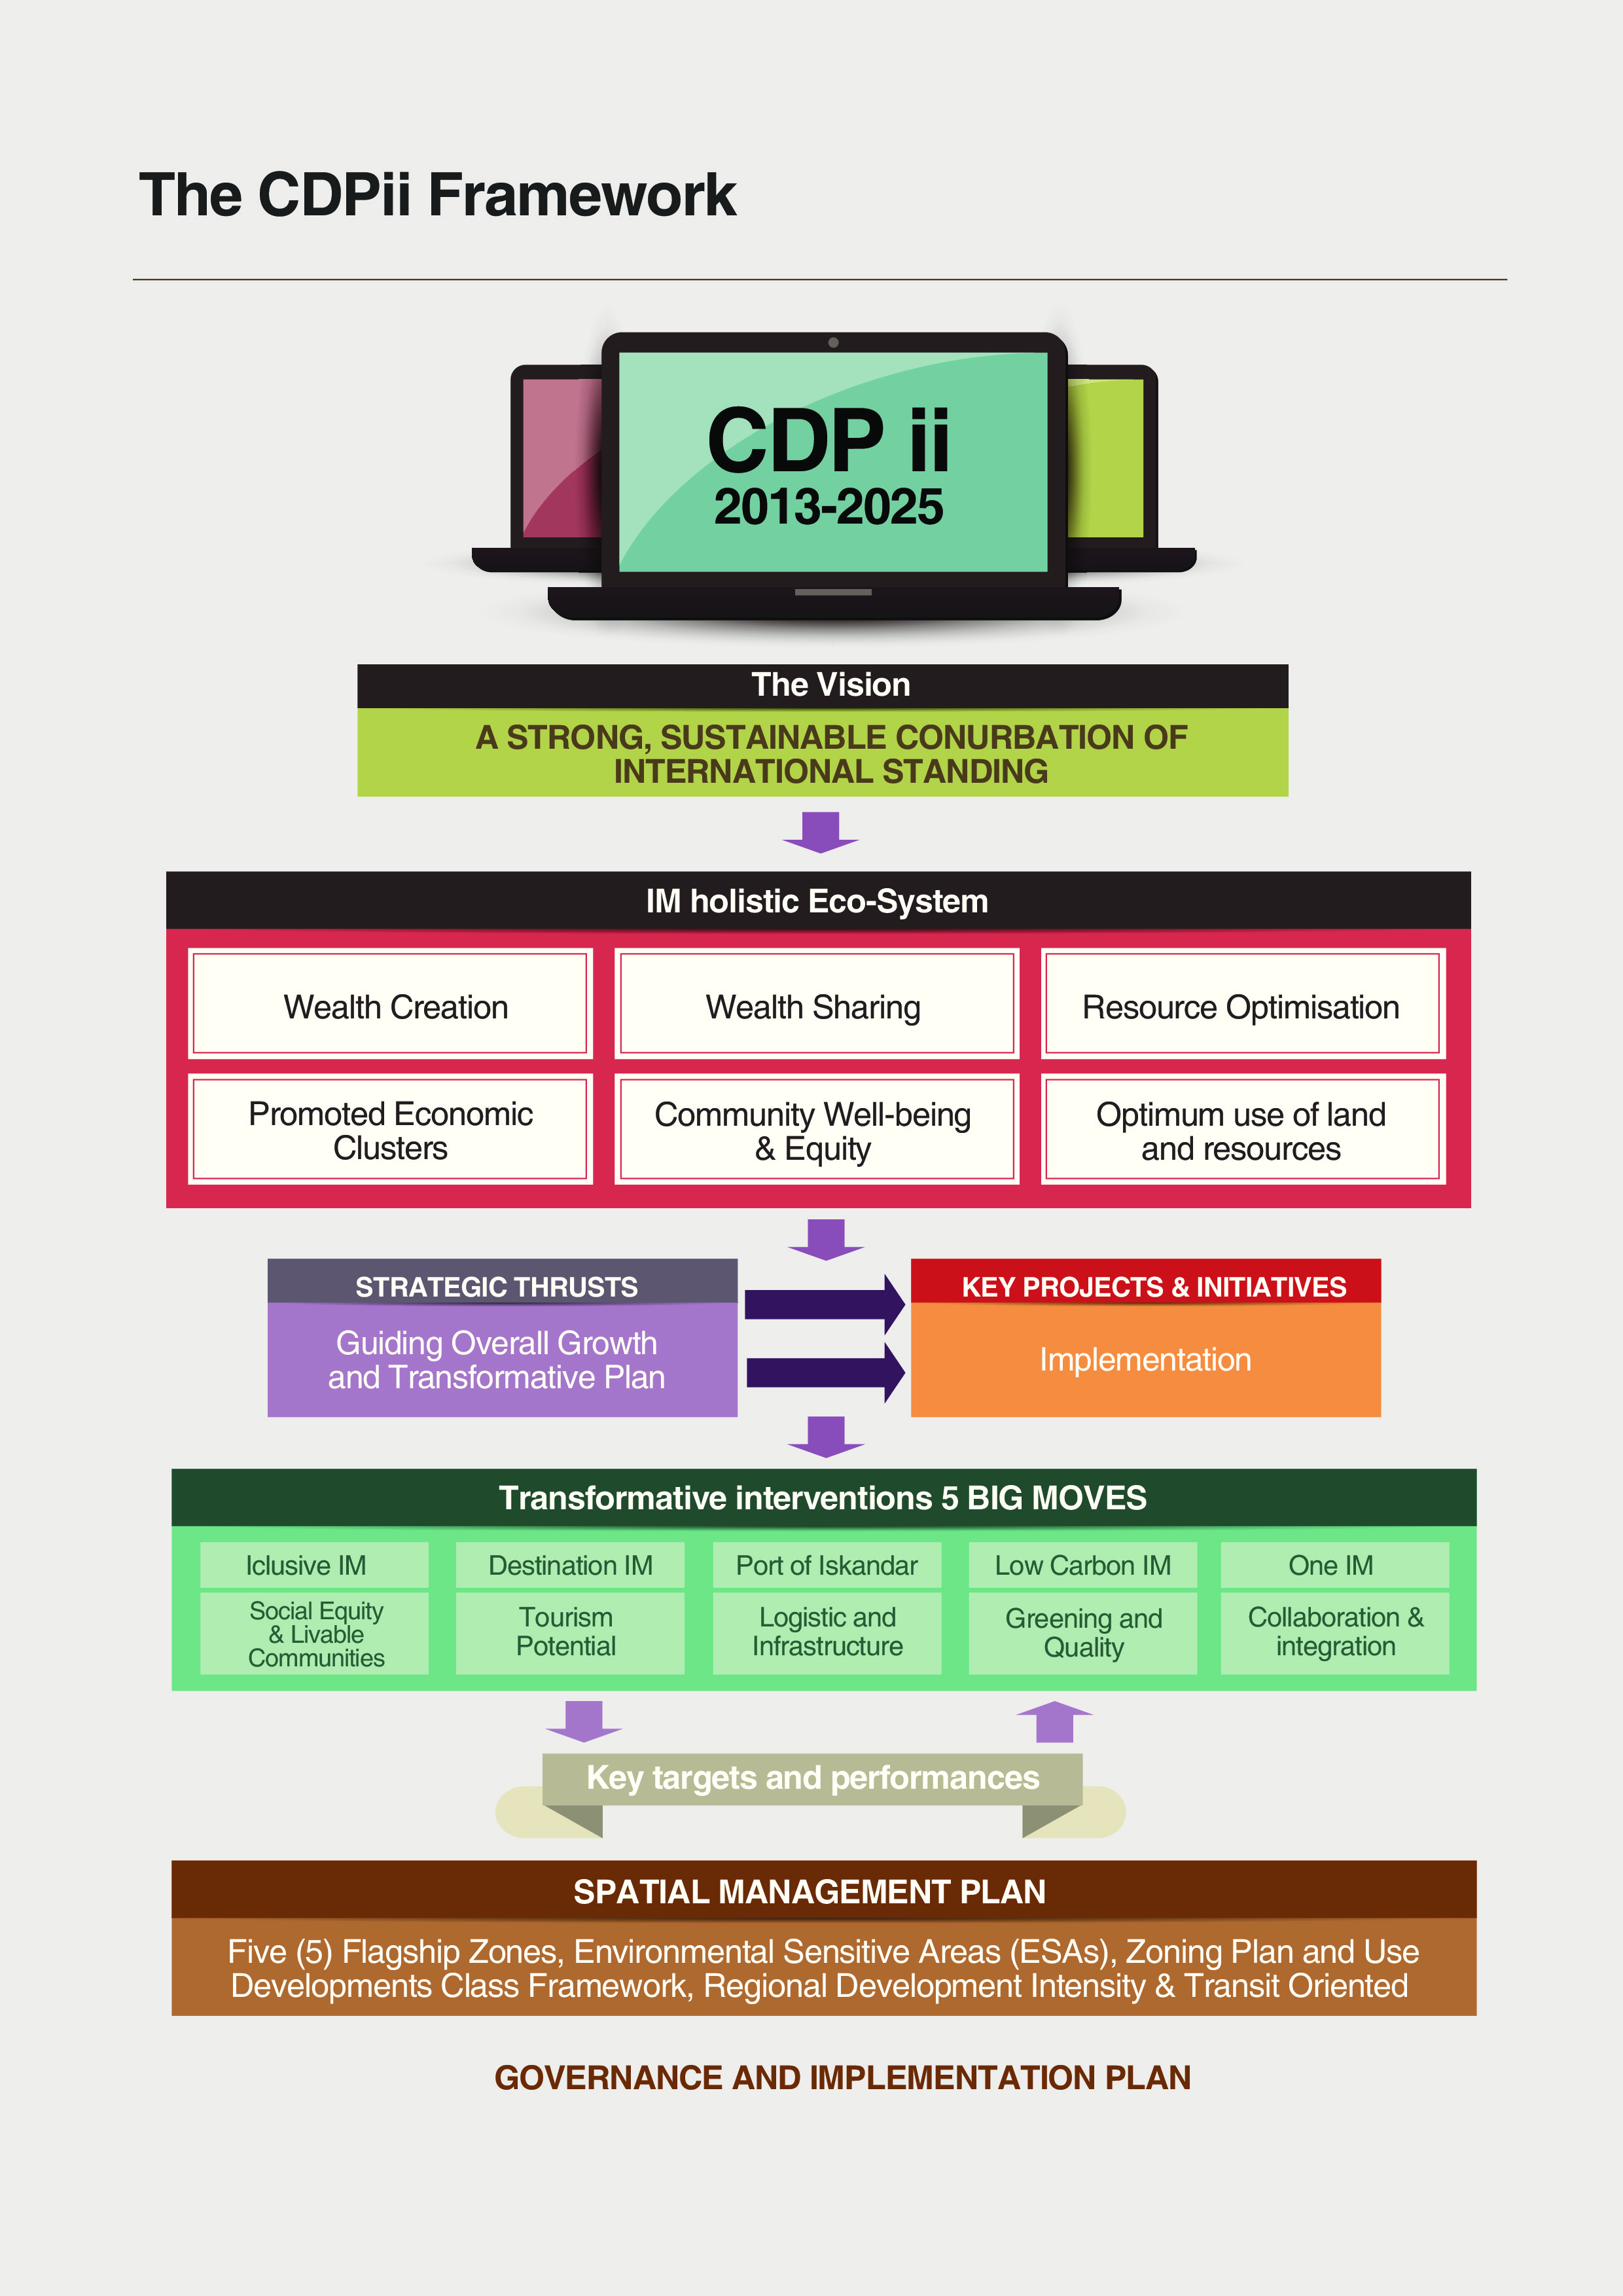 The CDPii Framework
CDP ii
2013-2025
The Vision
A STRONG, SUSTAINABLE CONURBATION OF
INTERNATIONAL STANDING
IM holistic Eco-System
Wealth Creation
Wealth Sharing
Resource Optimisation
Promoted Economic
Clusters
Community Well-being
& Equity
Optimum use of land
and resources
STRATEGIC THRUSTS
Guiding Overall Growth
and Transformative Plan
KEY PROJECTS & INITIATIVES
Implementation
Transformative interventions 5 BIG MOVES
Iclusive IM
Social Equity
& Livable
Communities
Destination IM
Tourism
Potential
Port of Iskandar
Logistic and
Infrastructure
Low Carbon IM
Greening and
Quality
One IM
Collaboration &
integration
Key targets and performances
SPATIAL MANAGEMENT PLAN
Five (5) Flagship Zones, Environmental Sensitive Areas (ESAs), Zoning Plan and Use
Developments Class Framework, Regional Development Intensity & Transit Oriented
GOVERNANCE AND IMPLEMENTATION PLAN